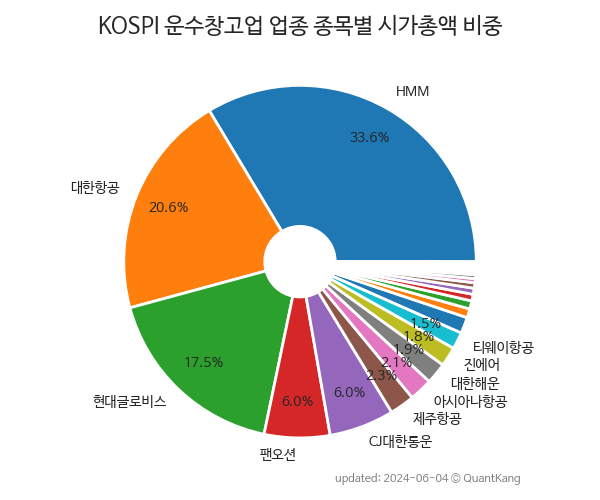 KOSPI 운수창고업 업종 종목별 시가총액 비중
HMM
33.6%
대한항공
20.6%
현대글로비스
17.5%
팬오션
6.0%
CJ대한통운
6.0%
제주항공
2.3%
아시아나항공
2.1%
대한해운
1.9%
진에어
1.8%
티웨이항공
1.5%
updated: 2024-06-04 © QuantKang